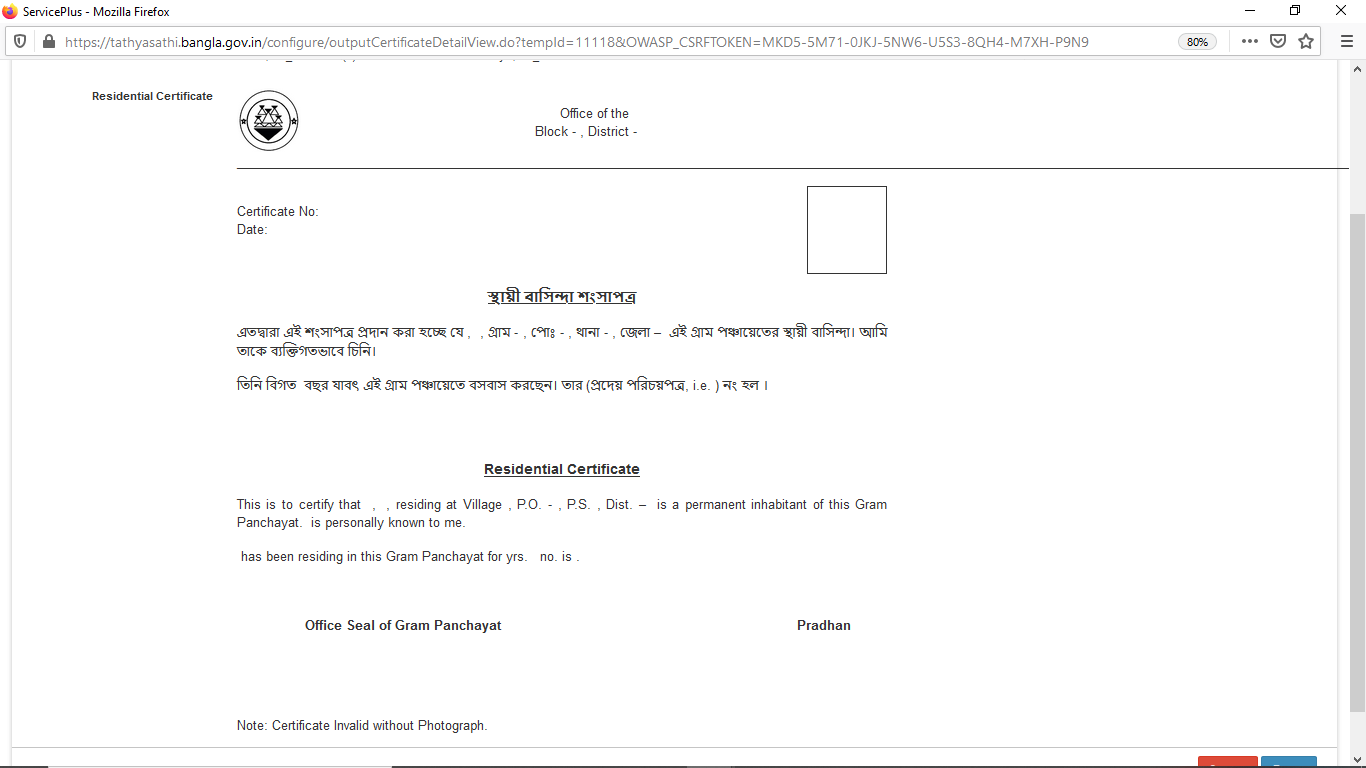 ServicePlus - Mozilla Firefox
https://tathyasathi.bangla.gov.in/configure/outputCertificateDetailView.do?tempId=11118&OWASP_CSRFTOKEN=MKD5-5M71-0JKJ-5NW6-U5S3-8QH4-M7XH-P9N9
80%
Residential Certificate
Office of the
Block - , District -
Certificate No:
Date:
স্থায়ী বাসিন্দা শংসাপত্র
এতদ্বারা এই শংসাপত্র প্রদান করা হচ্ছে যে , , গ্রাম - , পোঃ - , থানা - , জেলা – এই গ্রাম পঞ্চায়েতের স্থায়ী বাসিন্দা। আমি
তাকে ব্যক্তিগতভাবে চিনি।
তিনি বিগত বছর যাবৎ এই গ্রাম পঞ্চায়েতে বসবাস করছেন। তার (প্রদেয় পরিচয়পত্র, i.e. ) নং হল ।
Residential Certificate
This is to certify that , , residing at Village , P.O. - , P.S. , Dist. – is a permanent inhabitant of this Gram
Panchayat. is personally known to me.
has been residing in this Gram Panchayat for yrs. no. is .
Office Seal of Gram Panchayat
Pradhan
Note: Certificate Invalid without Photograph.